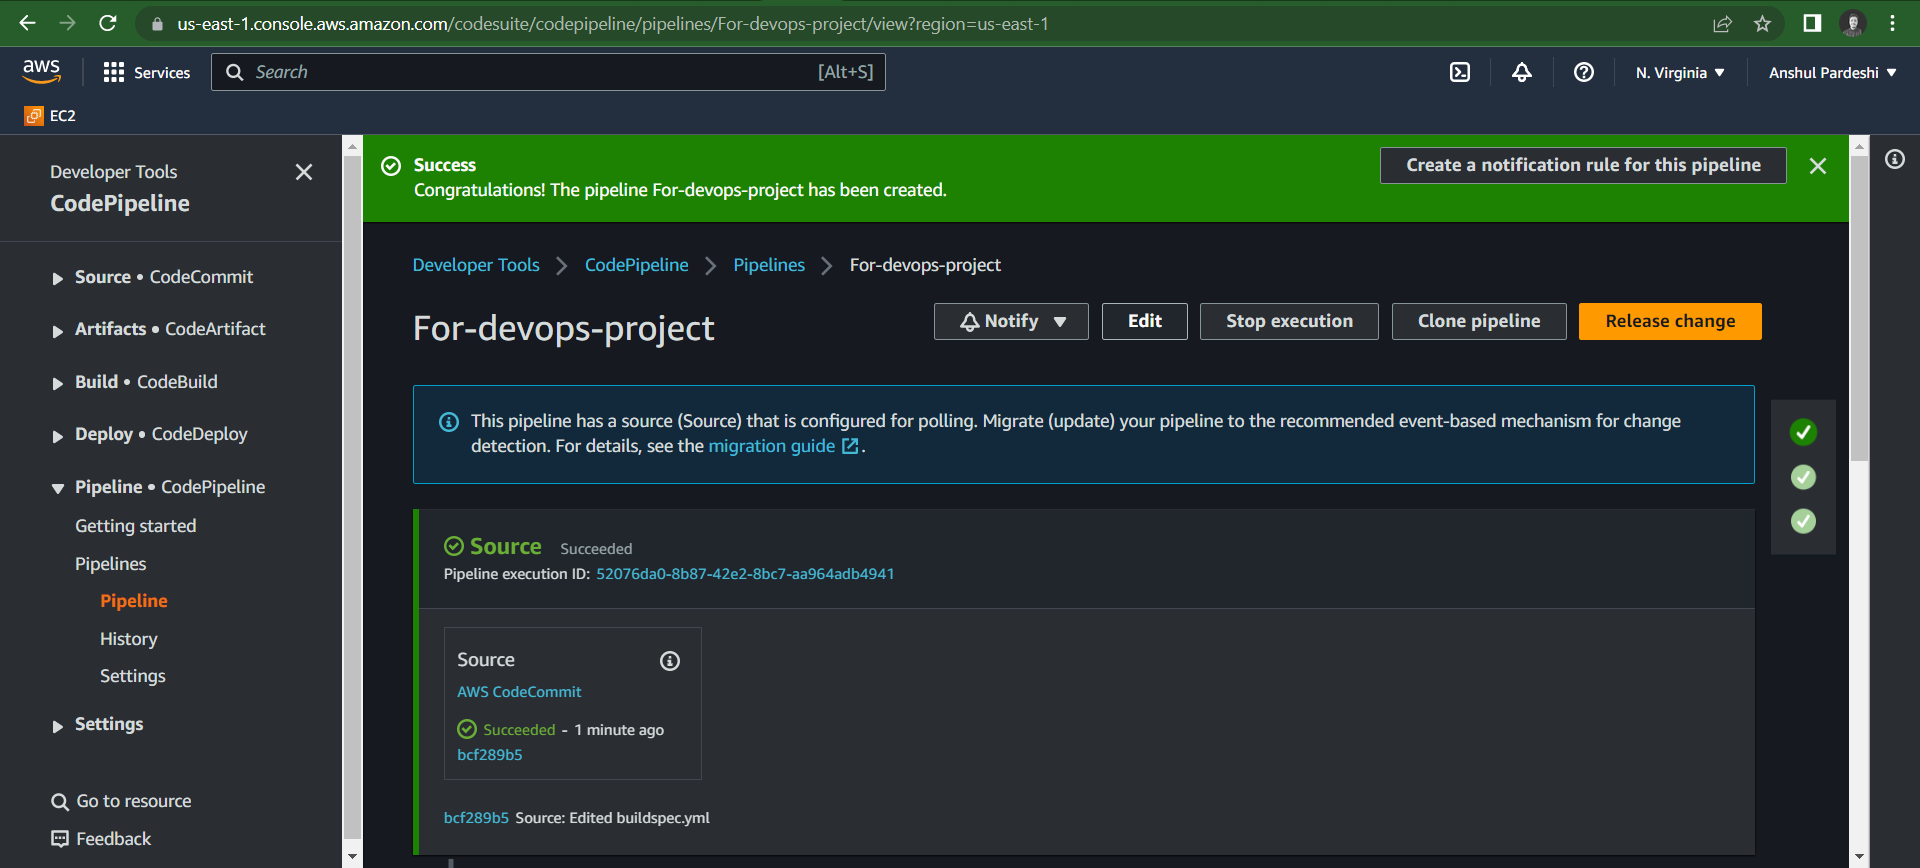 us-east-1.console.aws.amazon.com/codesuite/codepipeline/pipelines/For-devops-project/view?region=us-east-1
aws
Services
Search
[Alt+S]
N. Virginia
Anshul Pardeshi
EC2
Developer Tools
CodePipeline
Source • CodeCommit
Artifacts • CodeArtifact
Build • CodeBuild
Deploy • CodeDeploy
Pipeline • CodePipeline
Getting started
Pipelines
Pipeline
History
Settings
Settings
Go to resource
Feedback
Success
Congratulations! The pipeline For-devops-project has been created.
Create a notification rule for this pipeline
Developer Tools
CodePipeline
Pipelines
For-devops-project
For-devops-project
Notify
Edit
Stop execution
Clone pipeline
Release change
This pipeline has a source (Source) that is configured for polling. Migrate (update) your pipeline to the recommended event-based mechanism for change
detection. For details, see the migration guide .
Source Succeeded
Pipeline execution ID: 52076da0-8b87-42e2-8bc7-aa964adb4941
Source
AWS CodeCommit
Succeeded - 1 minute ago
bcf289b5
bcf289b5 Source: Edited buildspec.yml